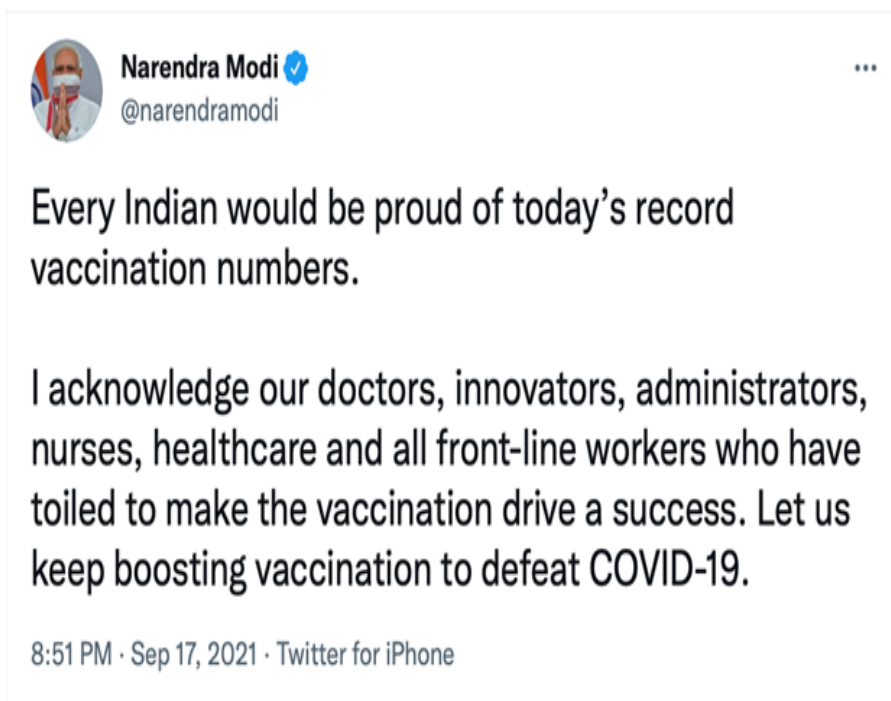 Narendra Modi
@narendramodi
Every Indian would be proud of today’s record
vaccination numbers.
I acknowledge our doctors, innovators, administrators,
nurses, healthcare and all front-line workers who have
toiled to make the vaccination drive a success. Let us
keep boosting vaccination to defeat COVID-19.
8:51 PM · Sep 17, 2021 · Twitter for iPhone